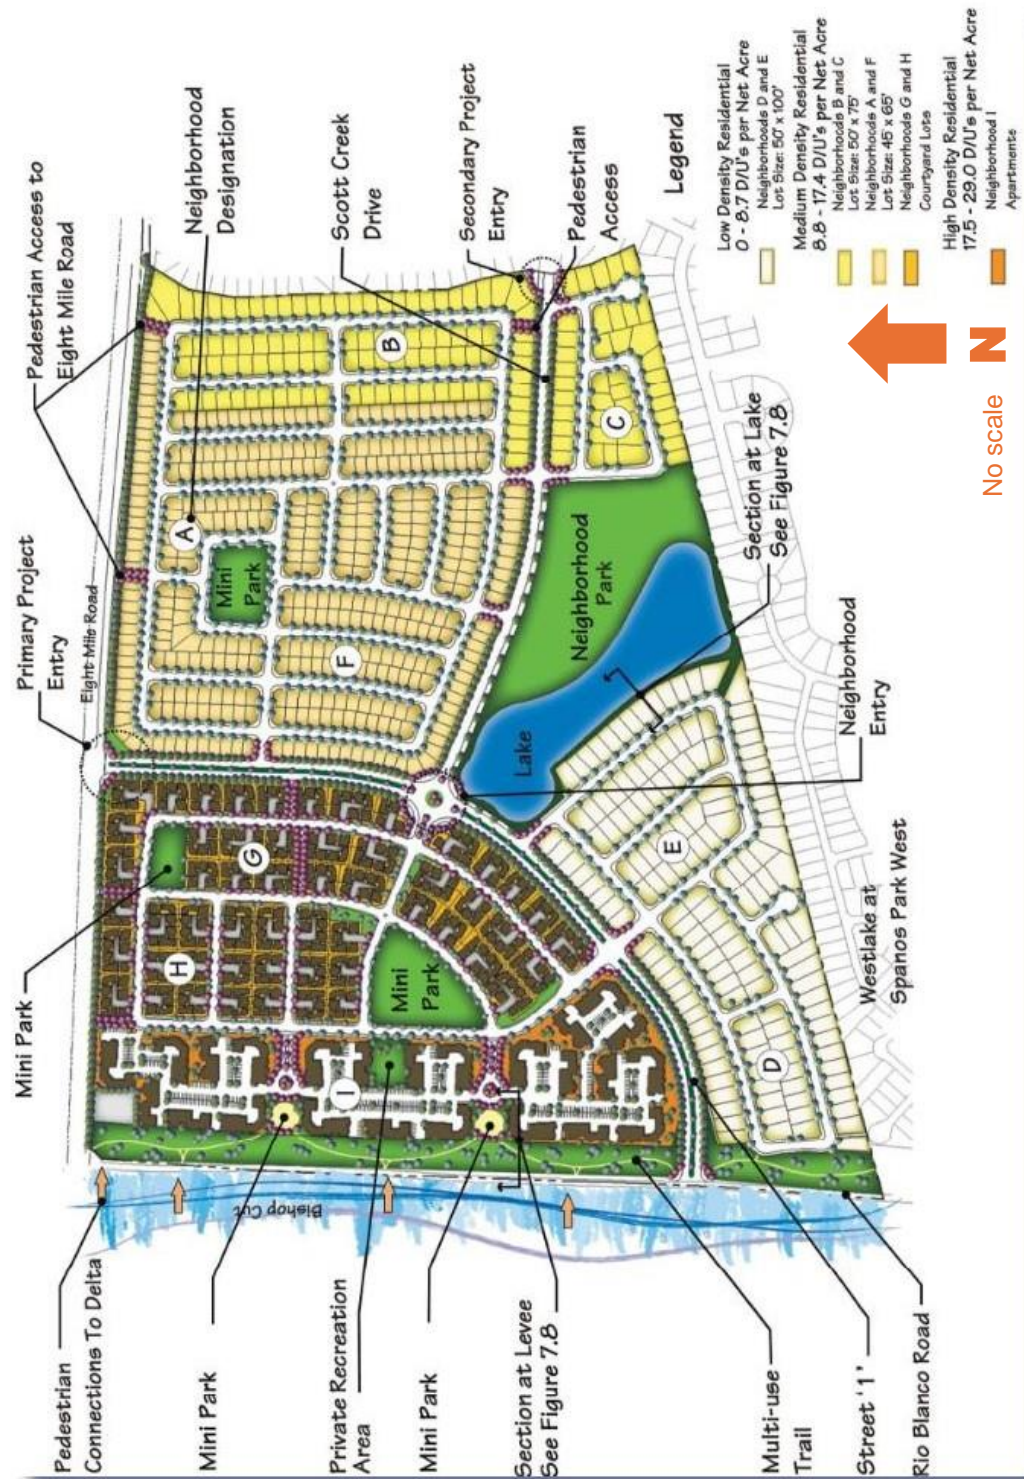 Pedestrian Access to
Eight Mile Road
Neighborhood
Designation
Scott Creek
Drive
Secondary Project
Entry
Pedestrian
Access
Primary Project
Entry
Eight Mile Road
Mini Park
Pedestrian
Connections To Delta
Mini Park
Private Recreation
Area
Mini Park
Section at Levee
See Figure 7.8
Multi-use
Trail
Street '1'
Rio Blanco Road
Bishop Cut
A
B
C
D
E
F
G
H
I
Mini
Park
Mini
Park
Neighborhood
Park
Lake
Section at Lake
See Figure 7.8
Neighborhood
Entry
Westlake at
Spanos Park West
Legend
Low Density Residential
0 - 8.7 D/U's per Net Acre
Neighborhoods D and E
Lot Size: 50' x 100'
Medium Density Residential
8.8 - 17.4 D/U's per Net Acre
Neighborhoods B and C
Lot Size: 50' x 75'
Neighborhoods A and F
Lot Size: 45' x 65'
Neighborhoods G and H
Courtyard Lots
High Density Residential
17.5 - 29.0 D/U's per Net Acre
Neighborhood I
Apartments
N
No scale